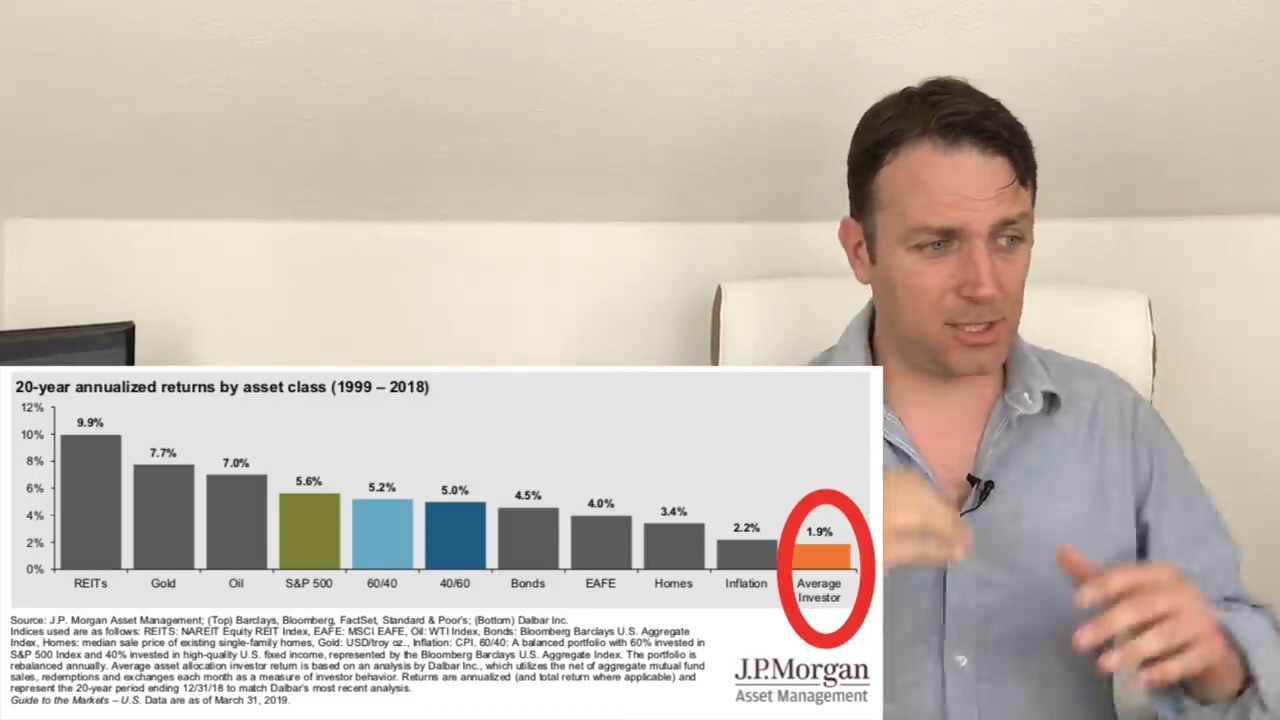 20-year annualized returns by asset class (1999 – 2018)
12%
10%
8%
6%
4%
2%
0%
9.9%
7.7%
7.0%
5.6%
5.2%
5.0%
4.5%
4.0%
3.4%
2.2%
1.9%
REITs
Gold
Oil
S&P 500
60/40
40/60
Bonds
EAFE
Homes
Inflation
Average
Investor
Source: J.P. Morgan Asset Management; (Top) Barclays, Bloomberg, FactSet, Standard & Poor's; (Bottom) Dalbar Inc.
Indices used are as follows: REITS: NAREIT Equity REIT Index, EAFE: MSCI EAFE, Oil: WTI Index, Bonds: Bloomberg Barclays U.S. Aggregate
Index, Homes: median sale price of existing single-family homes, Gold: USD/troy oz., Inflation: CPI. 60/40: A balanced portfolio with 60% invested in
S&P 500 Index and 40% invested in high-quality U.S. fixed income, represented by the Bloomberg Barclays U.S. Aggregate Index. The portfolio is
rebalanced annually. Average asset allocation investor return is based on an analysis by Dalbar Inc., which utilizes the net of aggregate mutual fund
sales, redemptions and exchanges each month as a measure of investor behavior. Returns are annualized (and total return where applicable) and
represent the 20-year period ending 12/31/18 to match Dalbar's most recent analysis.
Guide to the Markets – U.S. Data are as of March 31, 2019.
J.P.Morgan
Asset Management